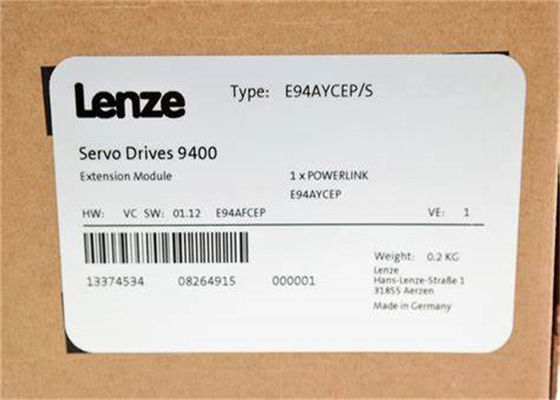 Lenze
Type: E94AYCEP/S
Servo Drives 9400
Extension Module
1 x POWERLINK
E94AYCEP
HW: VC SW: 01.12 E94AFCEP VE: 1
13374534 08264915 000001
Weight: 0.2 KG
Lenze
Hans-Lenze-Straße 1
31855 Aerzen
Made in Germany